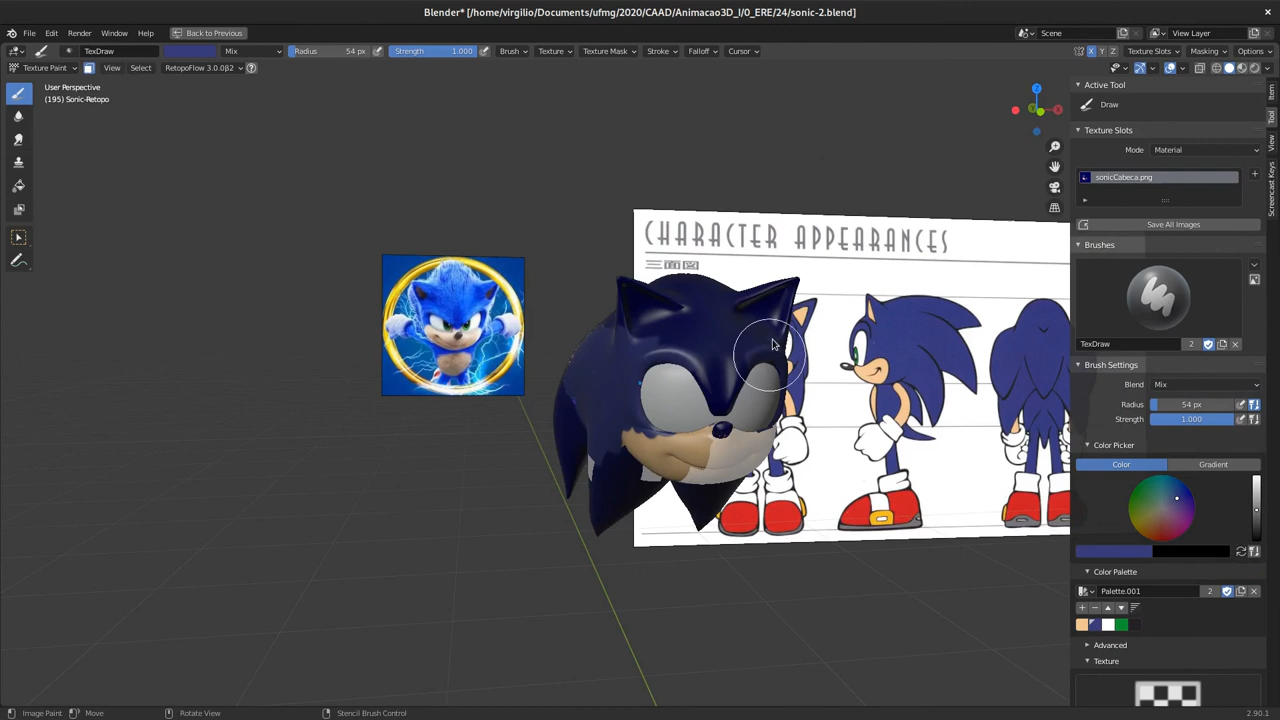 Blender* [/home/virgilio/Documents/ufmg/2020/CAAD/Animacao3D_I/0_ERE/24/sonic-2.blend]
File Edit Render Window Help Back to Previous Scene View Layer
TexDraw Mix Radius 54 px Strength 1.000 Brush Texture Texture Mask Stroke Falloff Cursor X Y Z Texture Slots Masking Options
Texture Paint View Select RetopoFlow 3.0.0β2
User Perspective
(195) Sonic-Retopo
Z
X
Y
CHARACTER APPEARANCES
Active Tool
Draw
Texture Slots
Mode Material
sonicCabeca.png
Save All Images
Brushes
TexDraw 2
Brush Settings
Blend Mix
Radius 54 px
Strength 1.000
Color Picker
Color Gradient
Color Palette
Palette.001 2
Advanced
Texture
Item
Tool
View
Screencast Keys
Image Paint Move Rotate View Stencil Brush Control 2.90.1